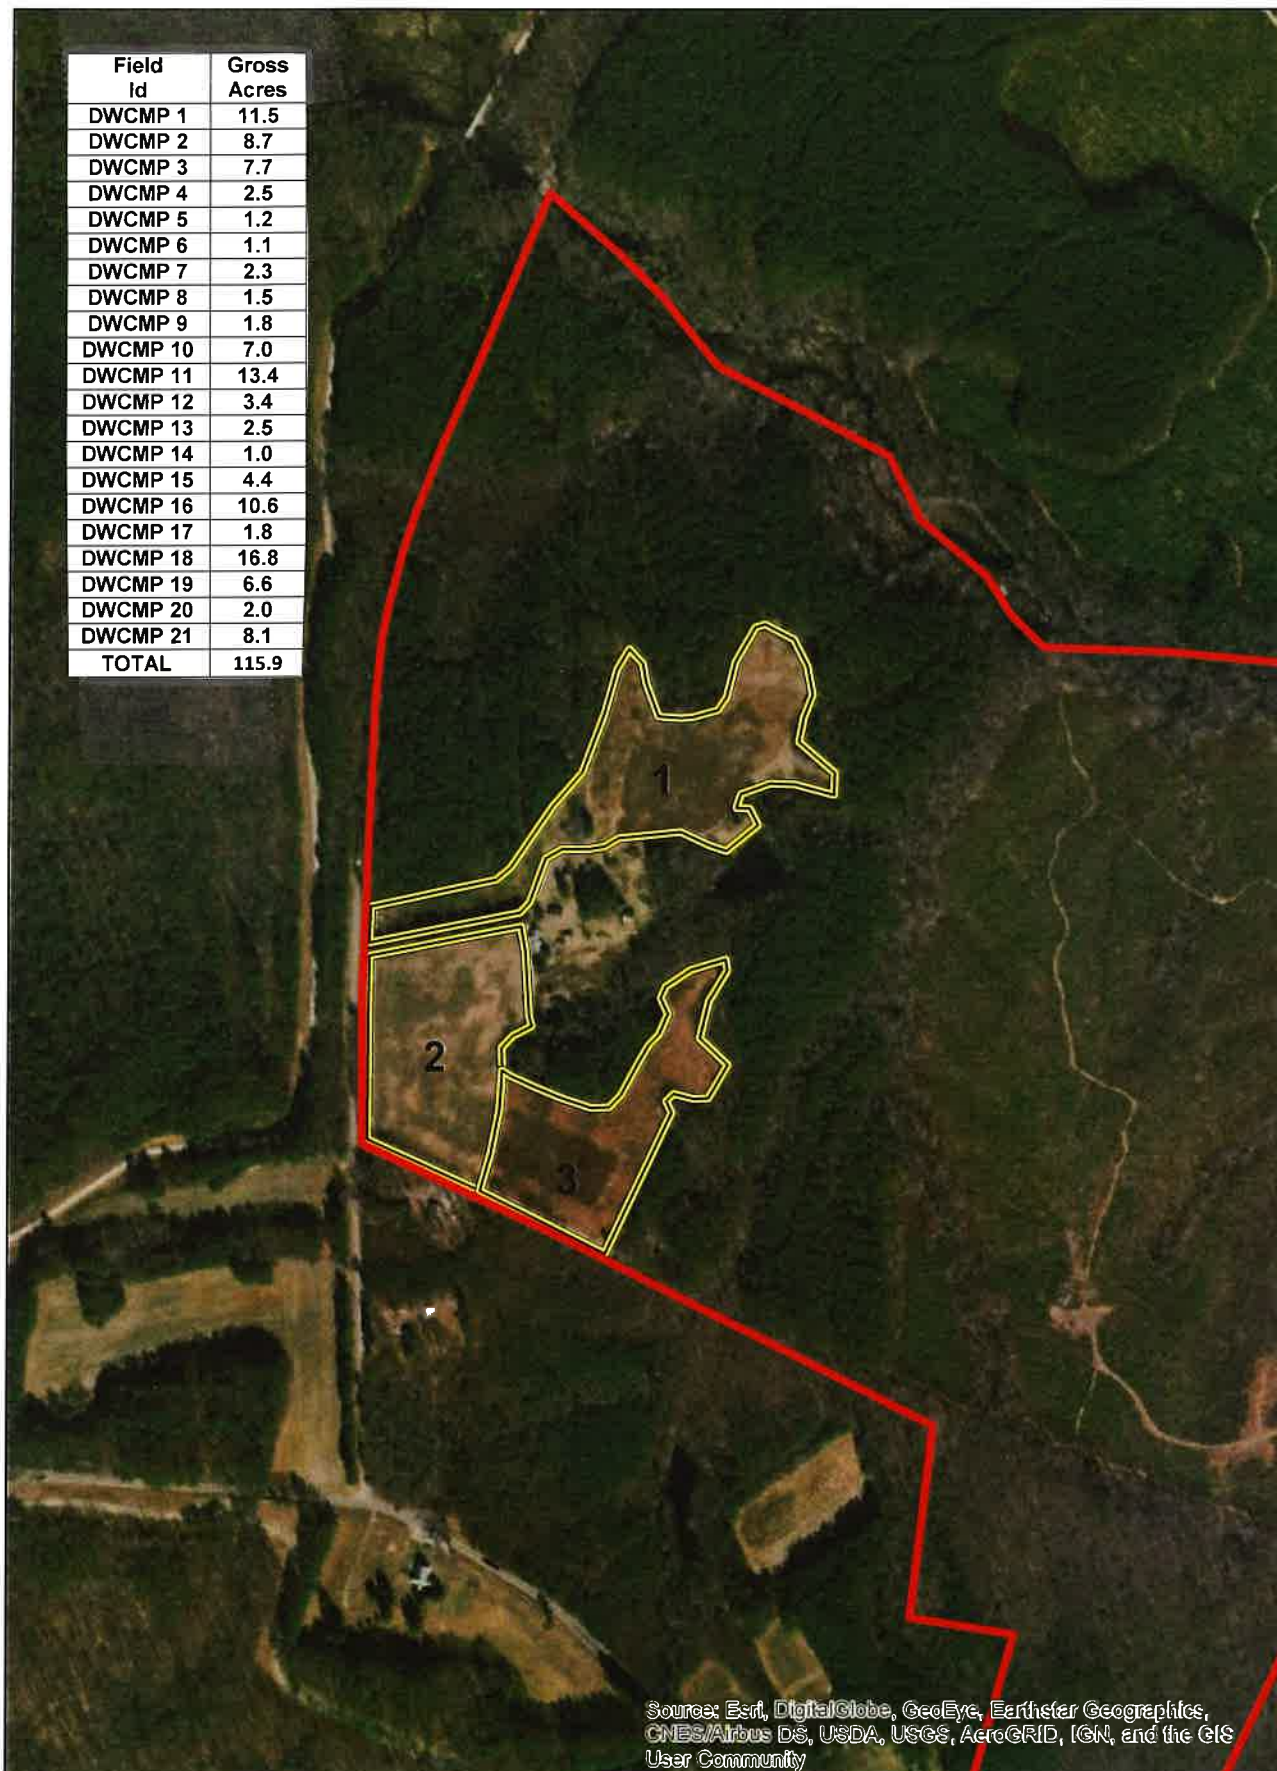 Field Id Gross Acres
DWCMP 1 11.5
DWCMP 2 8.7
DWCMP 3 7.7
DWCMP 4 2.5
DWCMP 5 1.2
DWCMP 6 1.1
DWCMP 7 2.3
DWCMP 8 1.5
DWCMP 9 1.8
DWCMP 10 7.0
DWCMP 11 13.4
DWCMP 12 3.4
DWCMP 13 2.5
DWCMP 14 1.0
DWCMP 15 4.4
DWCMP 16 10.6
DWCMP 17 1.8
DWCMP 18 16.8
DWCMP 19 6.6
DWCMP 20 2.0
DWCMP 21 8.1
TOTAL 115.9
1
2
3
Source: Esri, DigitalGlobe, GeoEye, Earthstar Geographics,
CNES/Airbus DS, USDA, USGS, AeroGRID, IGN, and the GIS
User Community